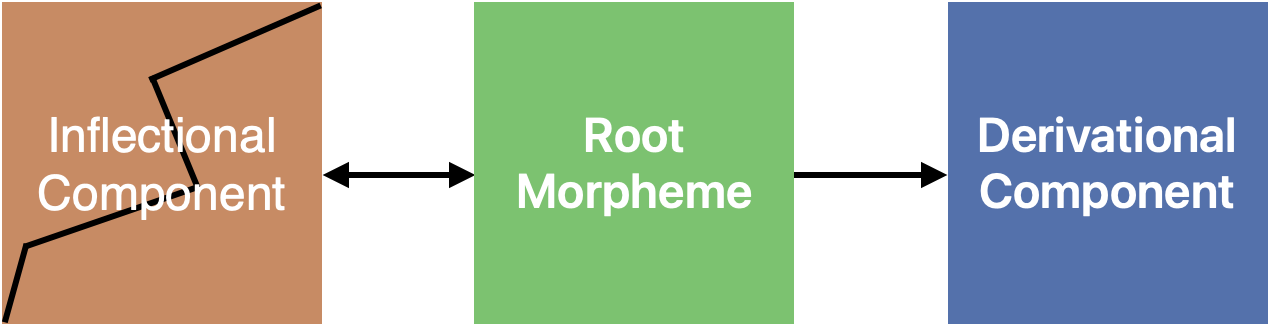 Inflectional
Component
Root
Morpheme
Derivational
Component